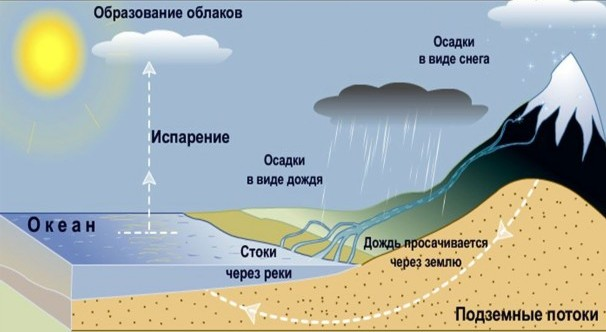 Образование облаков
Осадки
в виде снега
Испарение
Осадки
в виде дождя
Океан
Стоки
через реки
Дождь просачивается
через землю
Подземные потоки